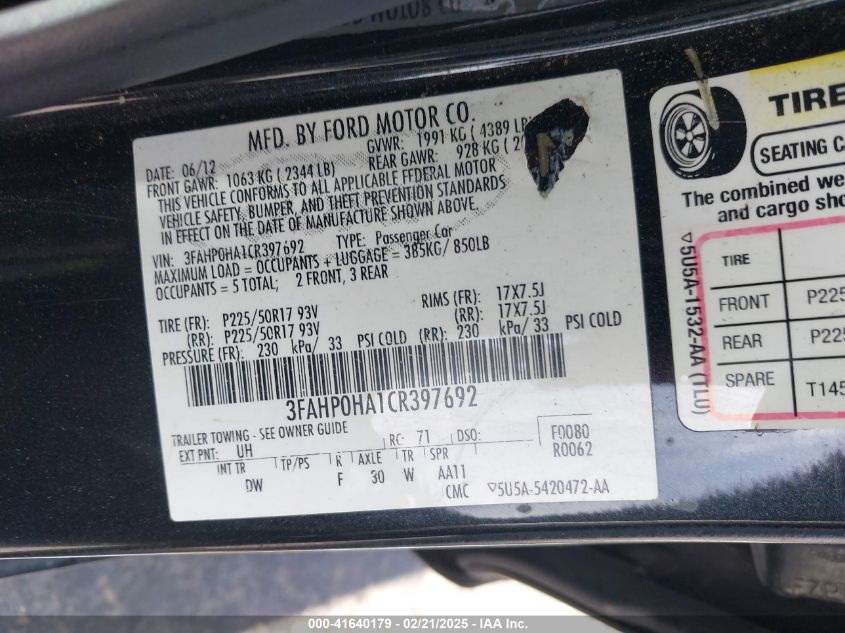 MFD. BY FORD MOTOR CO.
DATE: 06/12 GVWR: 1991 KG ( 4389 LB)
FRONT GAWR: 1063 KG ( 2344 LB) REAR GAWR: 928 KG
THIS VEHICLE CONFORMS TO ALL APPLICABLE FEDERAL MOTOR
VEHICLE SAFETY, BUMPER, AND THEFT PREVENTION STANDARDS
IN EFFECT ON THE DATE OF MANUFACTURE SHOWN ABOVE.
VIN: 3FAHP0HA1CR397692 TYPE: Passenger Car
MAXIMUM LOAD = OCCUPANTS + LUGGAGE = 385KG/ 850LB
OCCUPANTS = 5 TOTAL; 2 FRONT, 3 REAR
TIRE (FR): P225/50R17 93V RIMS (FR): 17X7.5J
(RR): P225/50R17 93V (RR): 17X7.5J
PRESSURE (FR): 230 kPa/ 33 PSI COLD (RR): 230 kPa/ 33 PSI COLD
3FAHP0HA1CR397692
TRAILER TOWING - SEE OWNER GUIDE
EXT PNT: UH RC: 71 DSO: F0080
R0062
INT TR TP/PS R AXLE TR SPR
DW F 30 W AA11
CMC ▽5U5A-5420472-AA
TIRE
SEATING
The combined
and cargo
▽5U5A-1532-AA (TLU)
TIRE
FRONT P225
REAR P225
SPARE T145
000-41640179 - 02/21/2025 - IAA Inc.